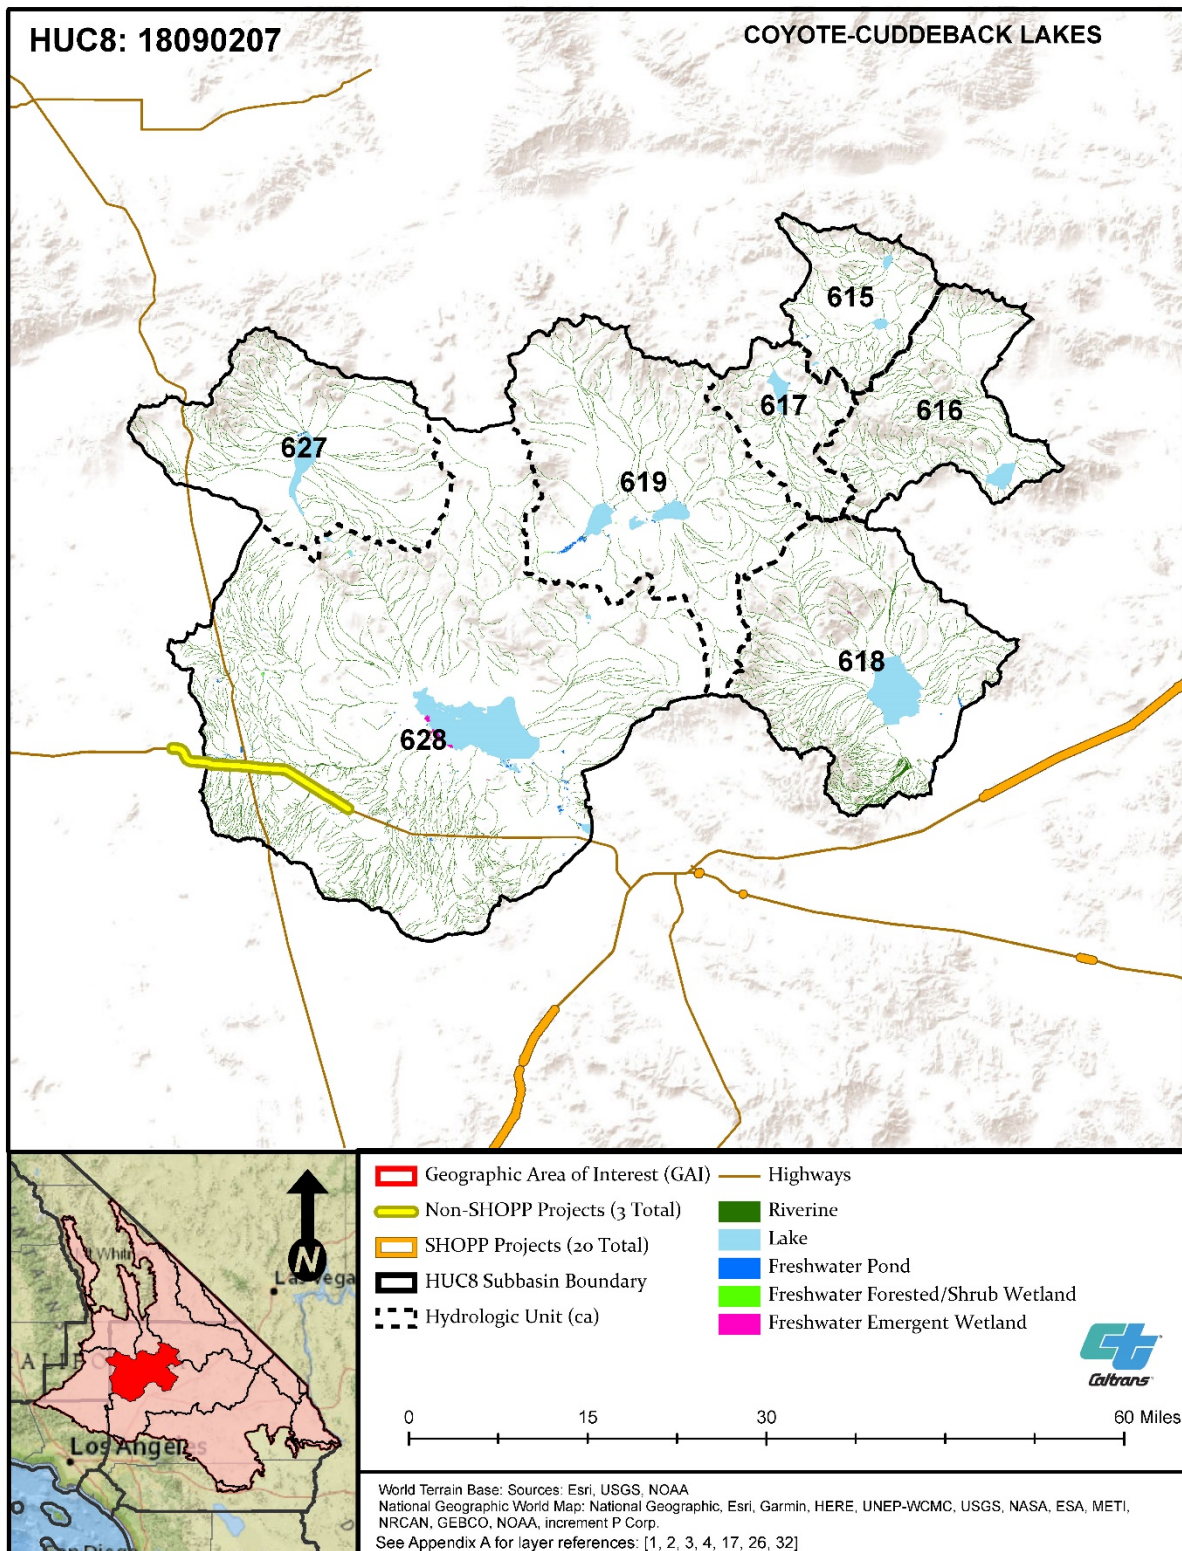 HUC8: 18090207
COYOTE-CUDDEBACK LAKES
615
616
617
627
619
618
628
Geographic Area of Interest (GAI)
Non-SHOPP Projects (3 Total)
SHOPP Projects (20 Total)
HUC8 Subbasin Boundary
Hydrologic Unit (ca)
Highways
Riverine
Lake
Freshwater Pond
Freshwater Forested/Shrub Wetland
Freshwater Emergent Wetland
Caltrans
0 15 30 60 Miles
N
Los Angeles
World Terrain Base: Sources: Esri, USGS, NOAA
National Geographic World Map: National Geographic, Esri, Garmin, HERE, UNEP-WCMC, USGS, NASA, ESA, METI,
NRCAN, GEBCO, NOAA, increment P Corp.
See Appendix A for layer references: [1, 2, 3, 4, 17, 26, 32]